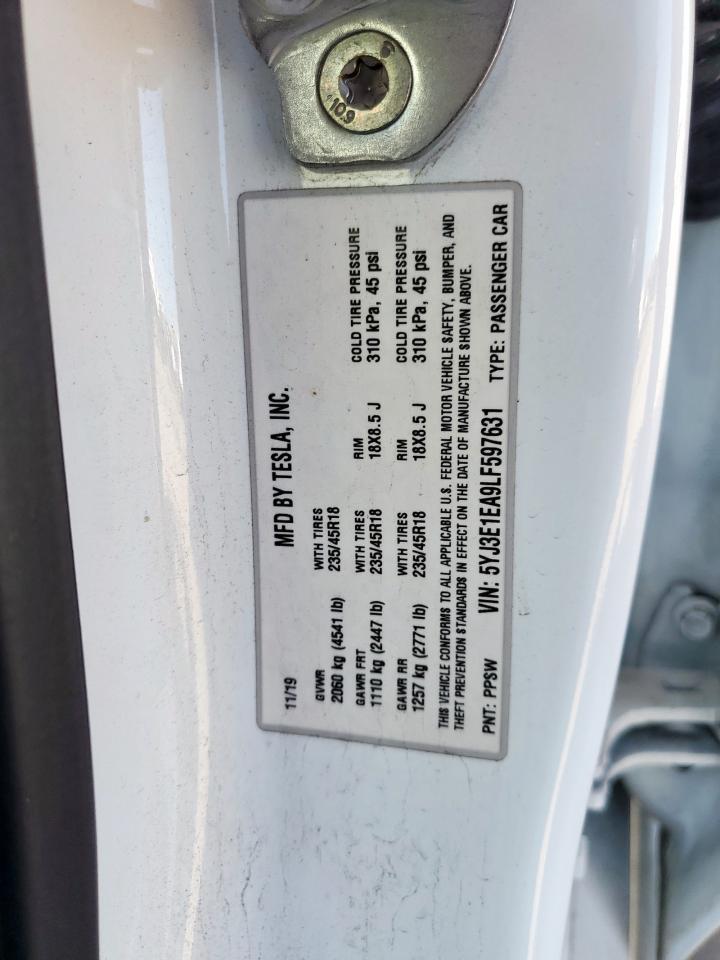 10.9
MFD BY TESLA, INC.
11/19
GVWR WITH TIRES
2060 kg (4541 lb) 235/45R18
GAWR FRT WITH TIRES RIM COLD TIRE PRESSURE
1110 kg (2447 lb) 235/45R18 18X8.5 J 310 kPa, 45 psi
GAWR RR WITH TIRES RIM COLD TIRE PRESSURE
1257 kg (2771 lb) 235/45R18 18X8.5 J 310 kPa, 45 psi
THIS VEHICLE CONFORMS TO ALL APPLICABLE U.S. FEDERAL MOTOR VEHICLE SAFETY, BUMPER, AND
THEFT PREVENTION STANDARDS IN EFFECT ON THE DATE OF MANUFACTURE SHOWN ABOVE.
PNT: PPSW VIN: 5YJ3E1EA9LF597631 TYPE: PASSENGER CAR